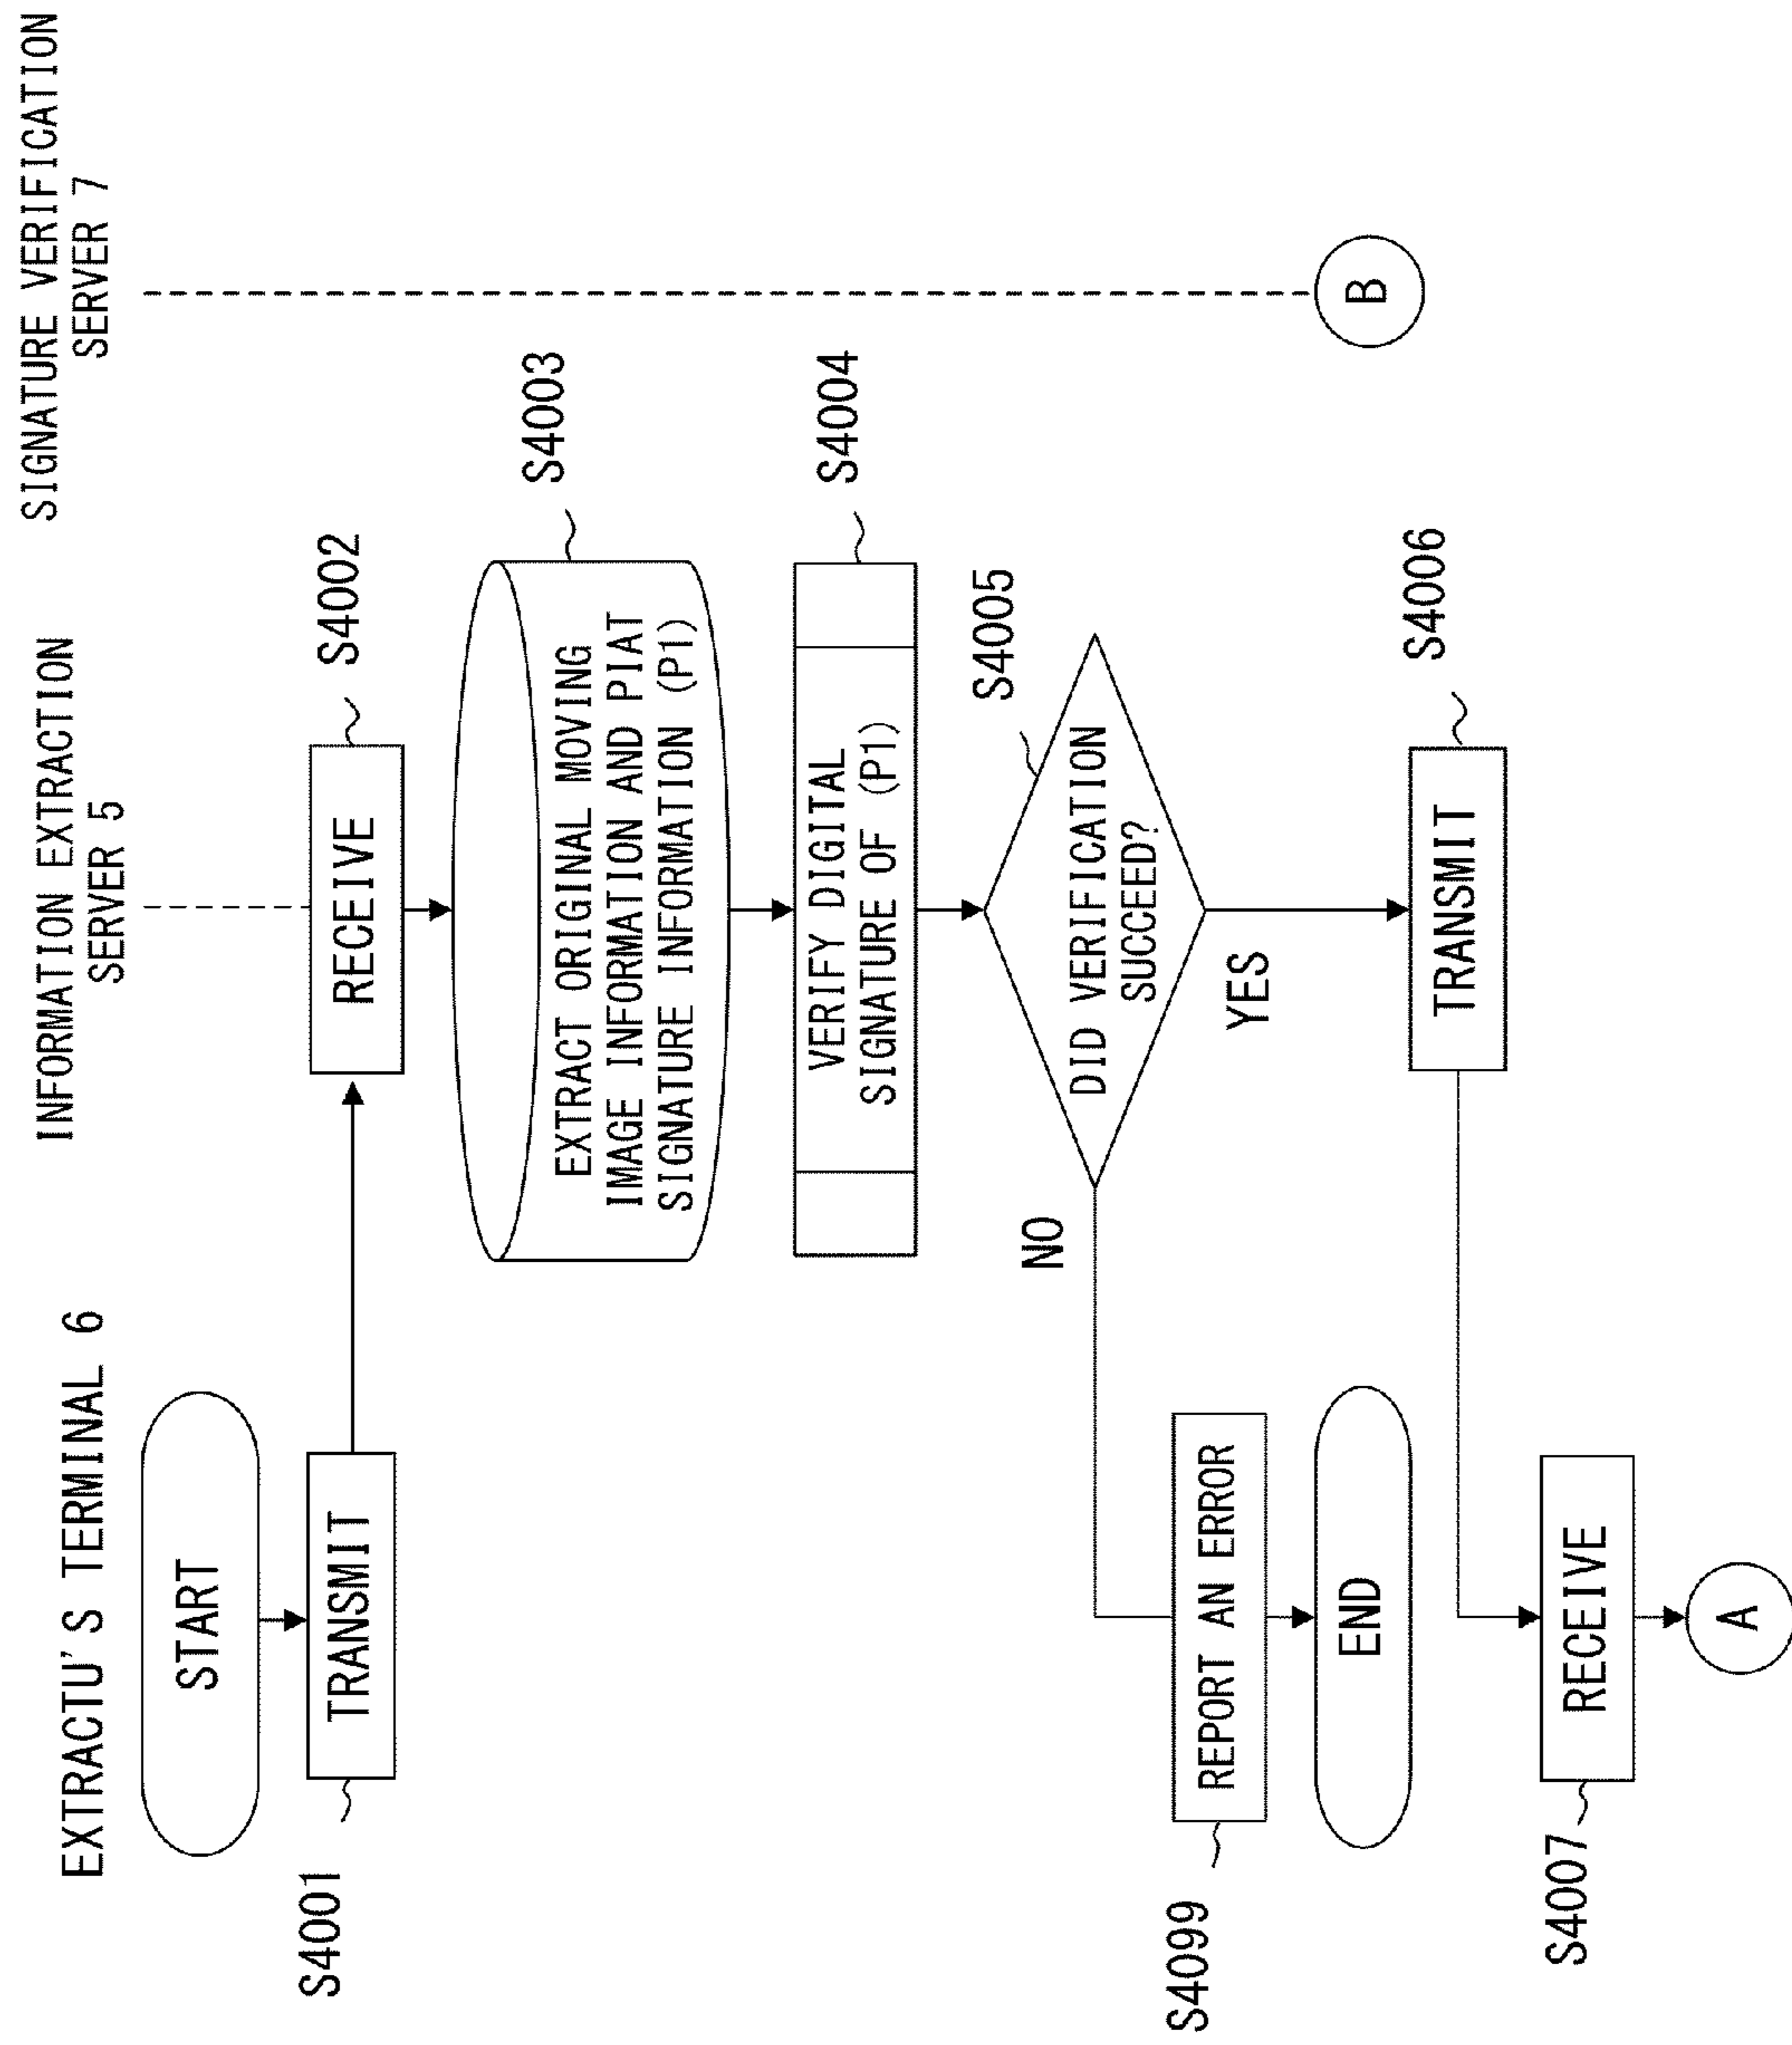 EXTRACTU'S TERMINAL 6
INFORMATION EXTRACTION
SERVER 5
SIGNATURE VERIFICATION
SERVER 7
START
S4001
TRANSMIT
RECEIVE
S4002
EXTRACT ORIGINAL MOVING
IMAGE INFORMATION AND PIAT
SIGNATURE INFORMATION (P1)
S4003
VERIFY DIGITAL
SIGNATURE OF (P1)
S4004
DID VERIFICATION
SUCCEED?
S4005
NO
YES
S4099
REPORT AN ERROR
END
TRANSMIT
S4006
B
S4007
RECEIVE
A